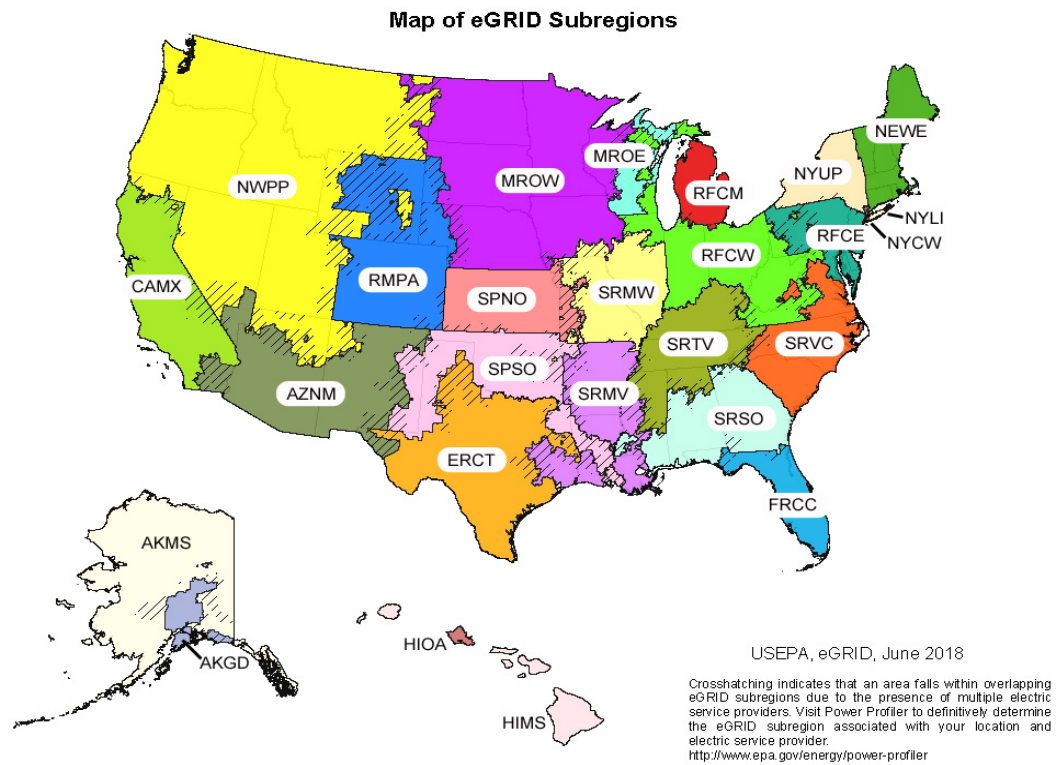 Map of eGRID Subregions
NEWE
MROE
NYUP
RFCM
NWPP
MROW
NYLI
RFCE
NYCW
RFCW
CAMX
RMPA
SPNO
SRMW
SRTV
SRVC
SPSO
AZNM
SRMV
SRSO
ERCT
FRCC
AKMS
HIOA
AKGD
HIMS
USEPA, eGRID, June 2018
Crosshatching indicates that an area falls within overlapping
eGRID subregions due to the presence of multiple electric
service providers. Visit Power Profiler to definitively determine
the eGRID subregion associated with your location and
electric service provider.
http://www.epa.gov/energy/power-profiler